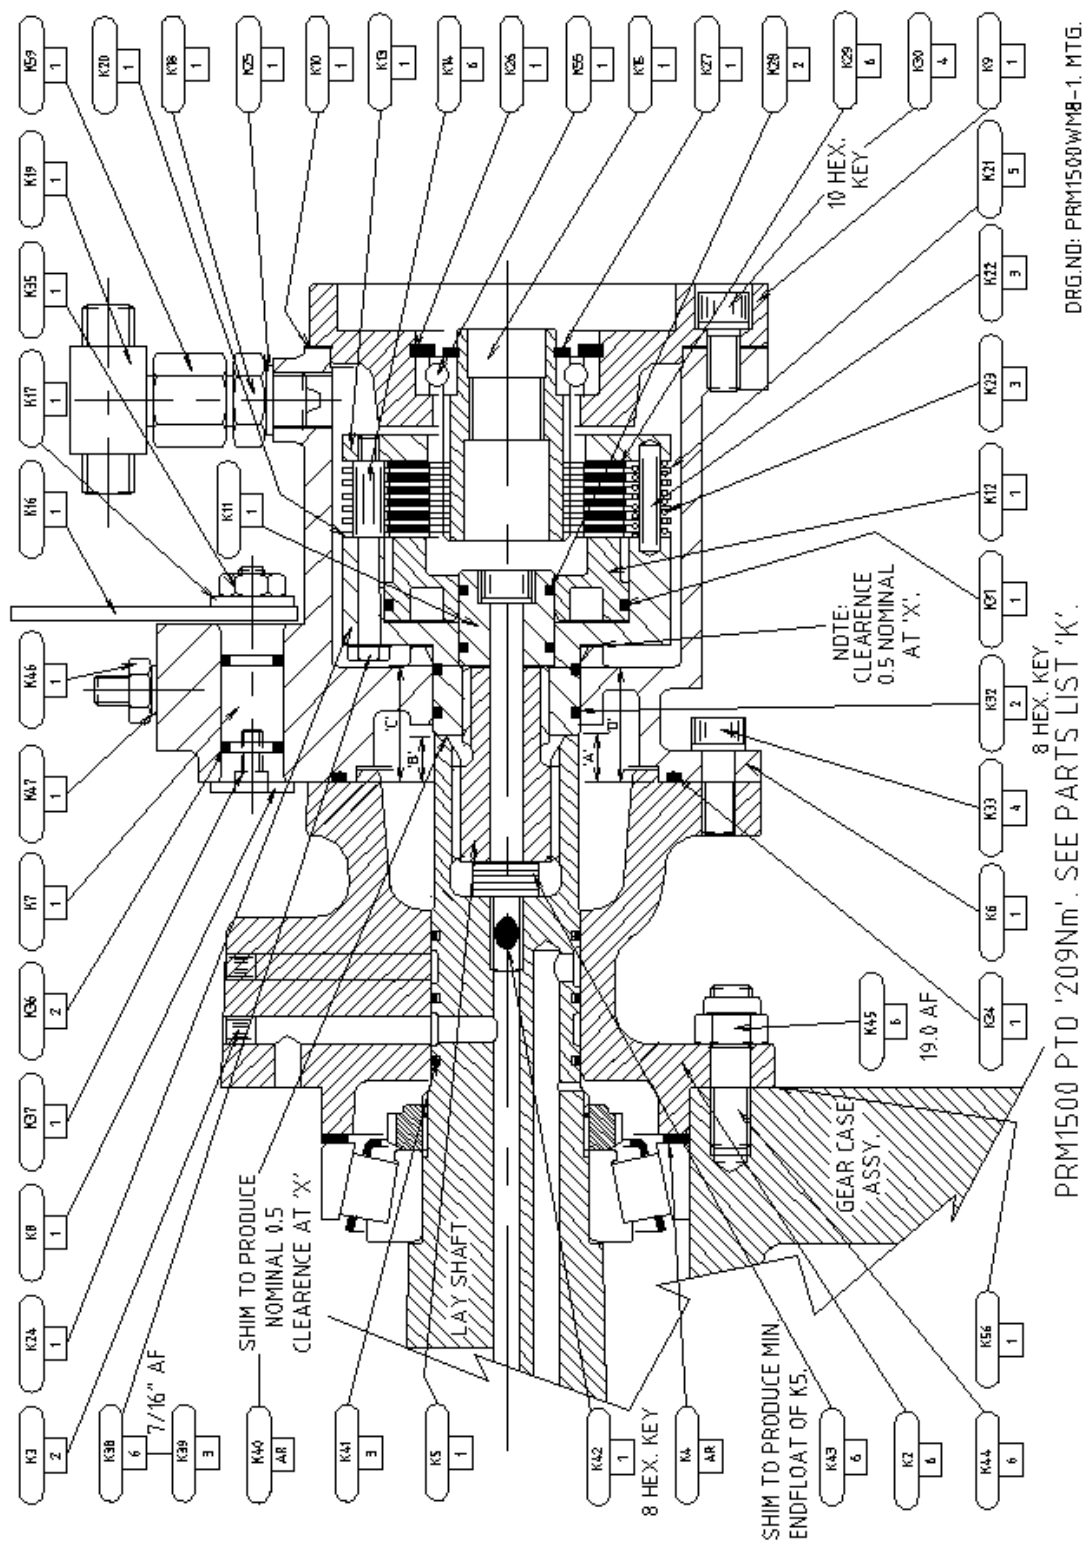 K3
2
K24
1
K8
1
K37
1
K36
2
K7
1
K47
1
K46
1
K16
1
K17
1
K35
1
K19
1
K59
1
K20
1
K18
1
M25
1
K10
1
K13
1
K14
6
K26
1
K55
1
K15
1
K27
1
K28
2
K29
6
K30
4
K9
1
K38
6
7/16" AF
K39
3
K40
AR
SHIM TO PRODUCE
NOMINAL 0.5
CLEARENCE AT 'X'
K41
3
K5
1
K11
1
'B'
'C'
'A'
'D'
LAY SHAFT
K42
1
8 HEX. KEY
K4
AR
SHIM TO PRODUCE MIN.
ENDFLOAT OF K5.
K43
6
K2
6
K44
6
GEAR CASE
ASSY.
K45
6
19.0 AF
NOTE:
CLEARENCE
0.5 NOMINAL
AT 'X'.
10 HEX.
KEY
K56
1
K34
1
K6
1
K33
4
K32
2
8 HEX. KEY
K31
1
K12
1
K23
3
K22
3
K21
5
PRM1500 PTO '209Nm'. SEE PARTS LIST 'K'.
DRG.NO: PRM1500WM8-1. MTG.